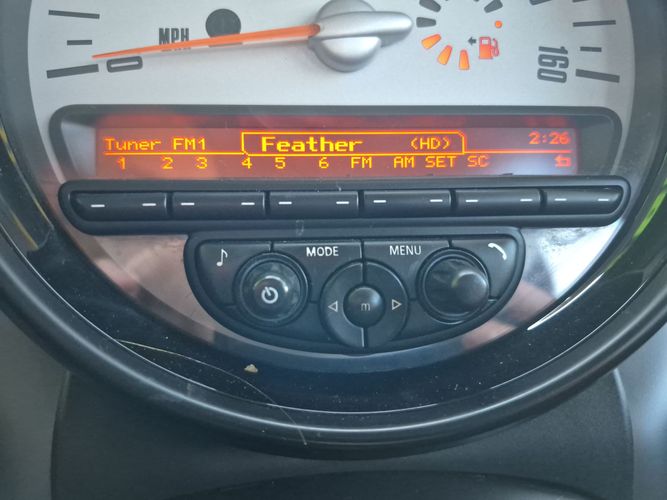 MPH
0
160
Tuner FM1 Feather (HD) 2:26
1 2 3 4 5 6 FM AM SET SC
MODE MENU
m